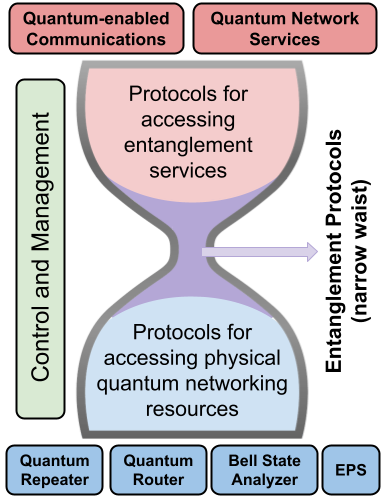 Quantum-enabled
Communications
Quantum Network
Services
Protocols for
accessing
entanglement
services
Control and Management
Entanglement Protocols
(narrow waist)
Protocols for
accessing physical
quantum networking
resources
Quantum
Repeater
Quantum
Router
Bell State
Analyzer
EPS